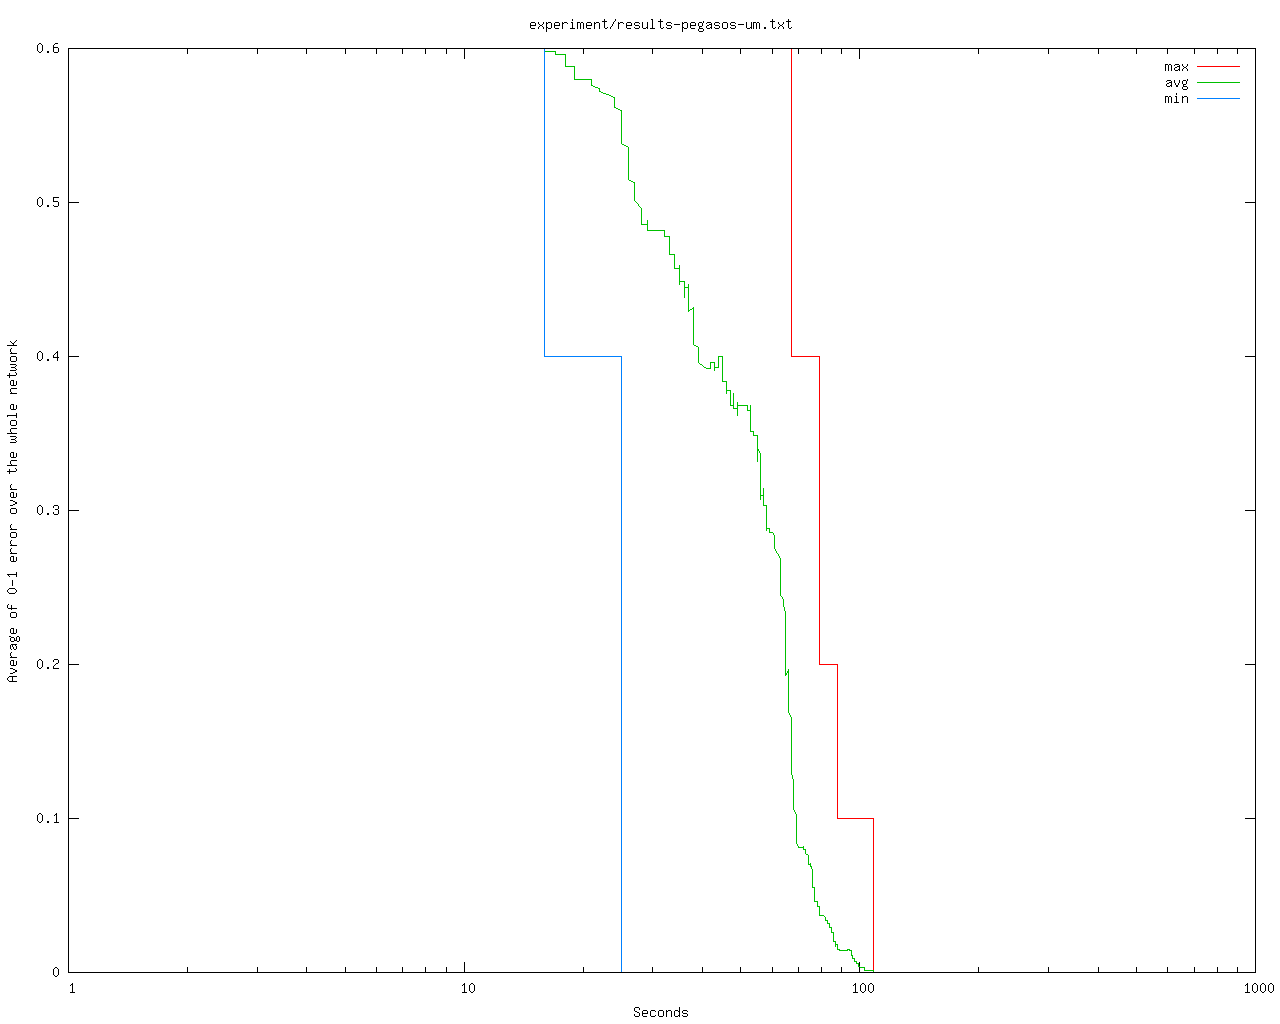 experiment/results-pegasos-um.txt
max
avg
min
0.6
0.5
0.4
0.3
0.2
0.1
0
Average of 0-1 error over the whole network
1 10 100 1000
Seconds